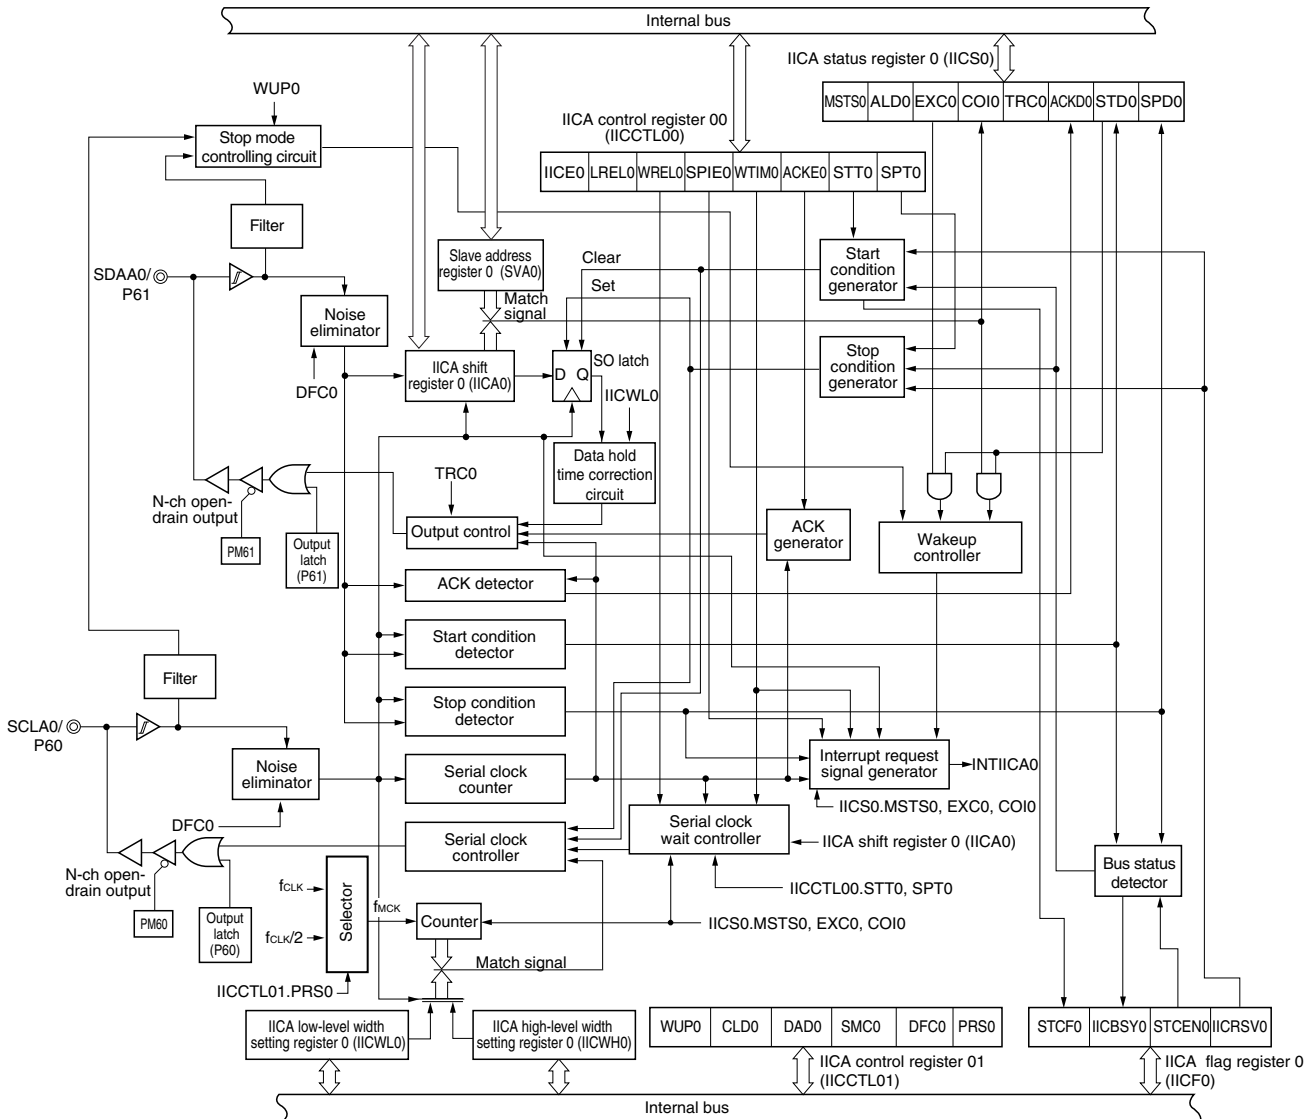 Internal bus
IICA status register 0 (IICS0)
WUP0
MSTS0 ALD0 EXC0 COI0 TRC0 ACKD0 STD0 SPD0
Stop mode
controlling circuit
IICA control register 00
(IICCTL00)
IICE0 LREL0 WREL0 SPIE0 WTIM0 ACKE0 STT0 SPT0
Filter
Slave address
register 0 (SVA0)
Clear
Start
condition
generator
SDAA0/
P61
Set
Match
signal
Noise
eliminator
DFC0
IICA shift
register 0 (IICA0)
D Q
SO latch
IICWL0
Stop
condition
generator
Data hold
time correction
circuit
TRC0
N-ch open-
drain output
PM61
Output
latch
(P61)
Output control
ACK
generator
Wakeup
controller
ACK detector
Start condition
detector
Filter
Stop condition
detector
SCLA0/
P60
Noise
eliminator
DFC0
Serial clock
counter
Interrupt request
signal generator
INTIICA0
IICS0.MSTS0, EXC0, COI0
Serial clock
controller
Serial clock
wait controller
IICA shift register 0 (IICA0)
Bus status
detector
N-ch open-
drain output
PM60
Output
latch
(P60)
fCLK
fCLK/2
Selector
fMCK
Counter
IICCTL00.STT0, SPT0
IICS0.MSTS0, EXC0, COI0
Match signal
IICCTL01.PRS0
IICA low-level width
setting register 0 (IICWL0)
IICA high-level width
setting register 0 (IICWH0)
WUP0 CLD0 DAD0 SMC0 DFC0 PRS0
STCF0 IICBSY0 STCEN0 IICRSV0
IICA control register 01
(IICCTL01)
IICA flag register 0
(IICF0)
Internal bus